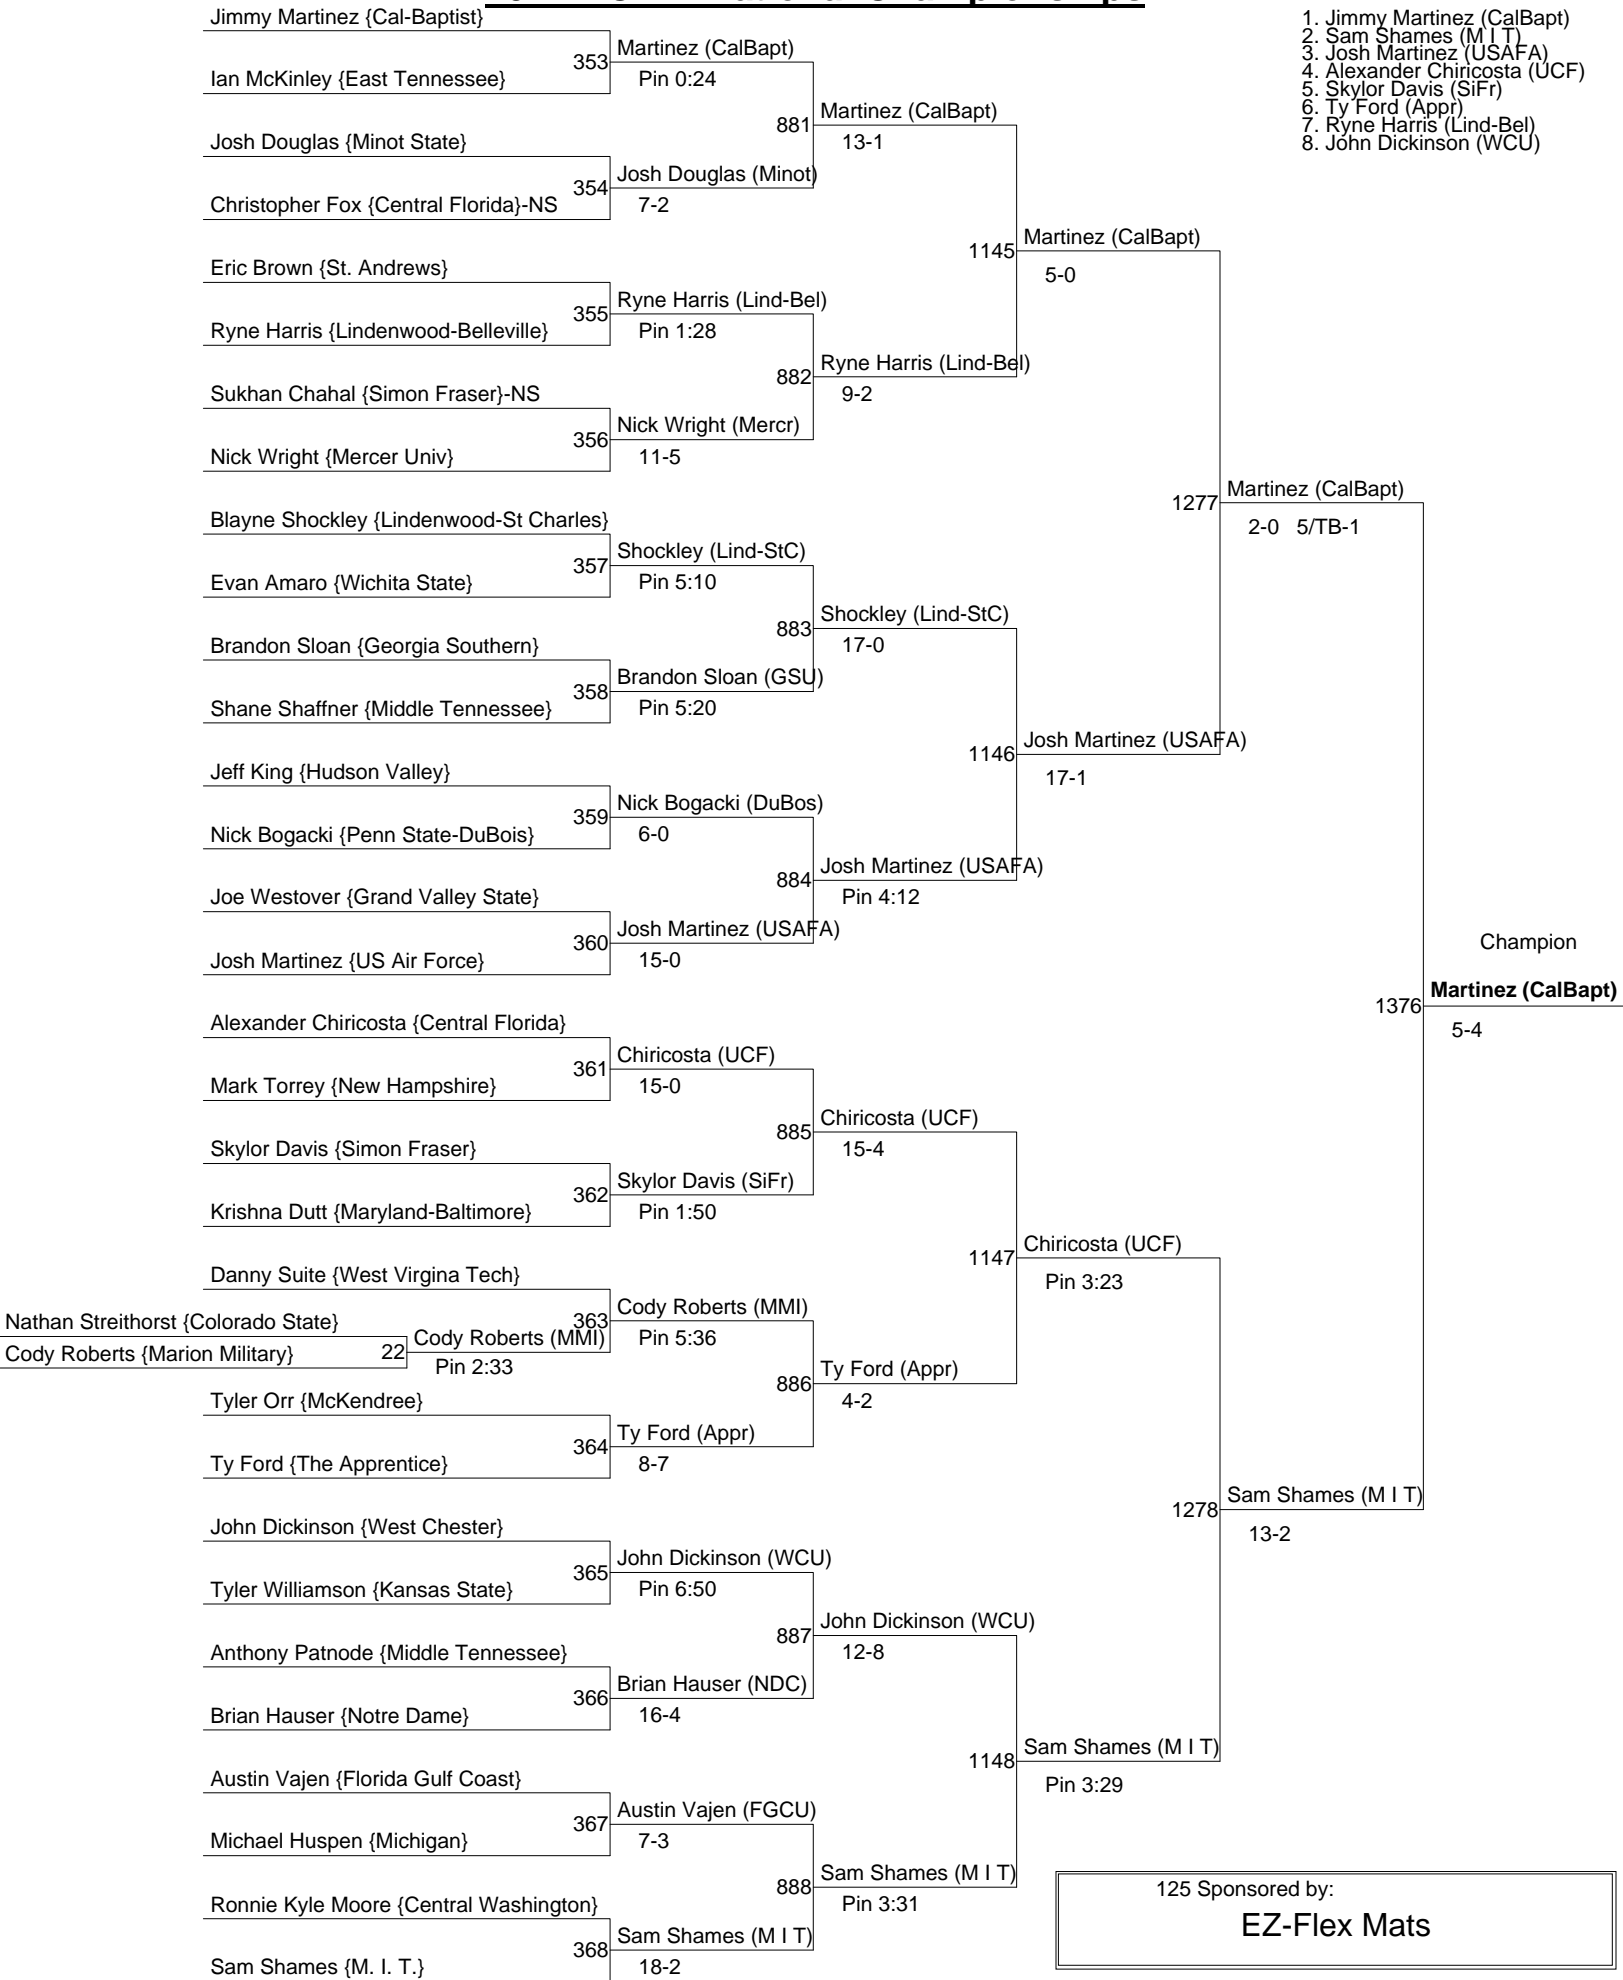 Jimmy Martinez {Cal-Baptist}
1. Jimmy Martinez (CalBapt)
2. Sam Shames (M I T)
3. Josh Martinez (USAFA)
4. Alexander Chiricosta (UCF)
5. Skylor Davis (SiFr)
6. Ty Ford (Appr)
7. Ryne Harris (Lind-Bel)
8. John Dickinson (WCU)
353 Martinez (CalBapt)
Ian McKinley {East Tennessee}
Pin 0:24
881 Martinez (CalBapt)
13-1
Josh Douglas {Minot State}
354 Josh Douglas (Minot)
Christopher Fox {Central Florida}-NS
7-2
1145 Martinez (CalBapt)
5-0
Eric Brown {St. Andrews}
355 Ryne Harris (Lind-Bel)
Ryne Harris {Lindenwood-Belleville}
Pin 1:28
882 Ryne Harris (Lind-Bel)
9-2
Sukhan Chahal {Simon Fraser}-NS
356 Nick Wright (Mercr)
Nick Wright {Mercer Univ}
11-5
1277 Martinez (CalBapt)
2-0 5/TB-1
Blayne Shockley {Lindenwood-St Charles}
357 Shockley (Lind-StC)
Evan Amaro {Wichita State}
Pin 5:10
883 Shockley (Lind-StC)
17-0
Brandon Sloan {Georgia Southern}
358 Brandon Sloan (GSU)
Shane Shaffner {Middle Tennessee}
Pin 5:20
1146 Josh Martinez (USAFA)
17-1
Jeff King {Hudson Valley}
359 Nick Bogacki (DuBos)
Nick Bogacki {Penn State-DuBois}
6-0
884 Josh Martinez (USAFA)
Pin 4:12
Joe Westover {Grand Valley State}
360 Josh Martinez (USAFA)
Josh Martinez {US Air Force}
15-0
Champion
1376 Martinez (CalBapt)
5-4
Alexander Chiricosta {Central Florida}
361 Chiricosta (UCF)
Mark Torrey {New Hampshire}
15-0
885 Chiricosta (UCF)
15-4
Skylor Davis {Simon Fraser}
362 Skylor Davis (SiFr)
Krishna Dutt {Maryland-Baltimore}
Pin 1:50
1147 Chiricosta (UCF)
Pin 3:23
Danny Suite {West Virgina Tech}
363 Cody Roberts (MMI)
Pin 5:36
Nathan Streithorst {Colorado State}
22 Cody Roberts (MMI)
Cody Roberts {Marion Military}
Pin 2:33
886 Ty Ford (Appr)
4-2
Tyler Orr {McKendree}
364 Ty Ford (Appr)
Ty Ford {The Apprentice}
8-7
1278 Sam Shames (M I T)
13-2
John Dickinson {West Chester}
365 John Dickinson (WCU)
Tyler Williamson {Kansas State}
Pin 6:50
887 John Dickinson (WCU)
12-8
Anthony Patnode {Middle Tennessee}
366 Brian Hauser (NDC)
Brian Hauser {Notre Dame}
16-4
1148 Sam Shames (M I T)
Pin 3:29
Austin Vajen {Florida Gulf Coast}
367 Austin Vajen (FGCU)
Michael Huspen {Michigan}
7-3
888 Sam Shames (M I T)
Pin 3:31
Ronnie Kyle Moore {Central Washington}
368 Sam Shames (M I T)
Sam Shames {M. I. T.}
18-2
125 Sponsored by:
EZ-Flex Mats